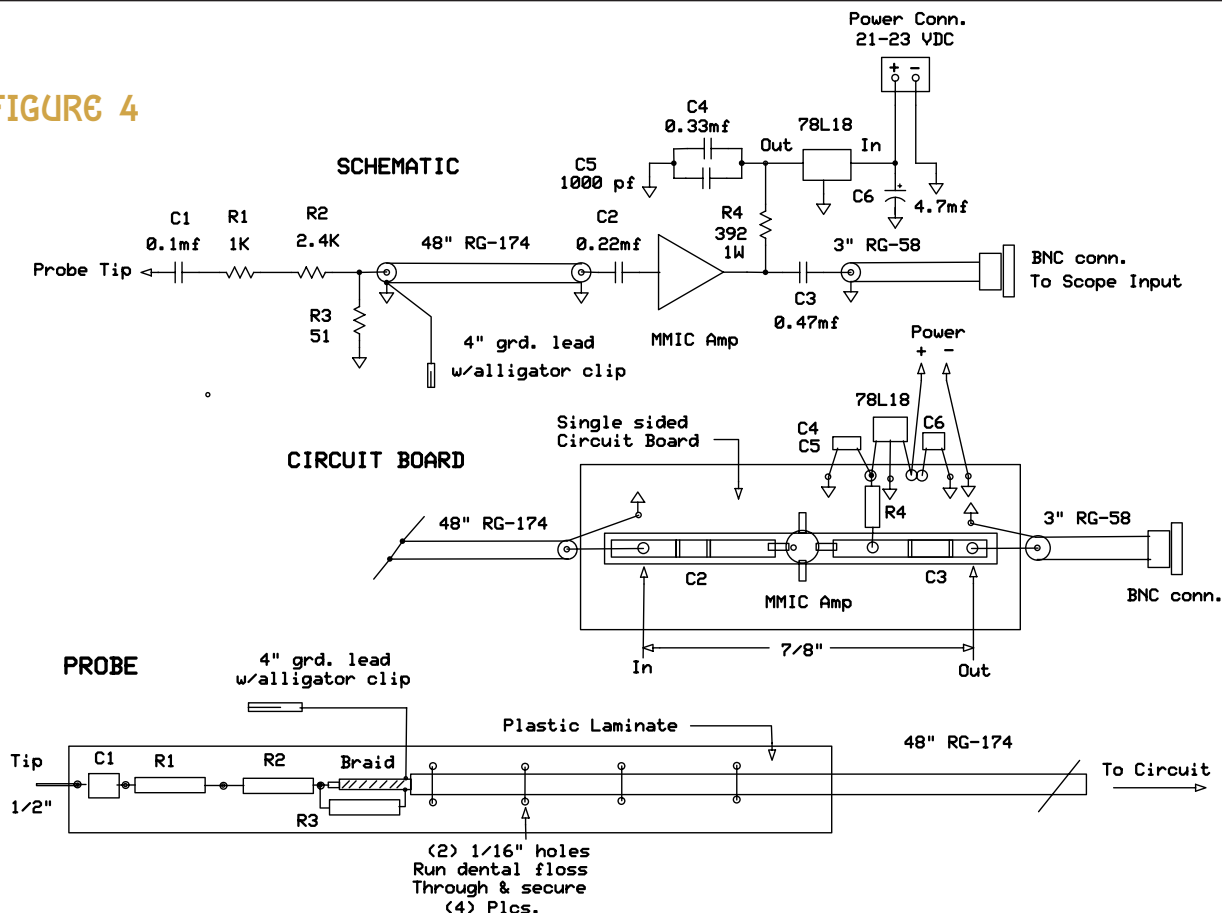 FIGURE 4
Power Conn.
21-23 VDC
+ -
SCHEMATIC
C4
0.33mf
C5
1000 pf
Out
78L18
In
C6
+
4.7mf
C1
0.1mf
R1
1K
R2
2.4K
48" RG-174
C2
0.22mf
R4
392
1W
3" RG-58
BNC conn.
To Scope Input
Probe Tip
R3
51
4" grd. lead
w/alligator clip
MMIC Amp
C3
0.47mf
Power
+ -
CIRCUIT BOARD
Single sided
Circuit Board
C4
C5
78L18
C6
R4
48" RG-174
3" RG-58
C2
MMIC Amp
C3
BNC conn.
In
7/8"
Out
PROBE
4" grd. lead
w/alligator clip
Plastic Laminate
48" RG-174
Tip
1/2"
C1
R1
R2
Braid
R3
To Circuit
(2) 1/16" holes
Run dental floss
Through & secure
(4) Plcs.